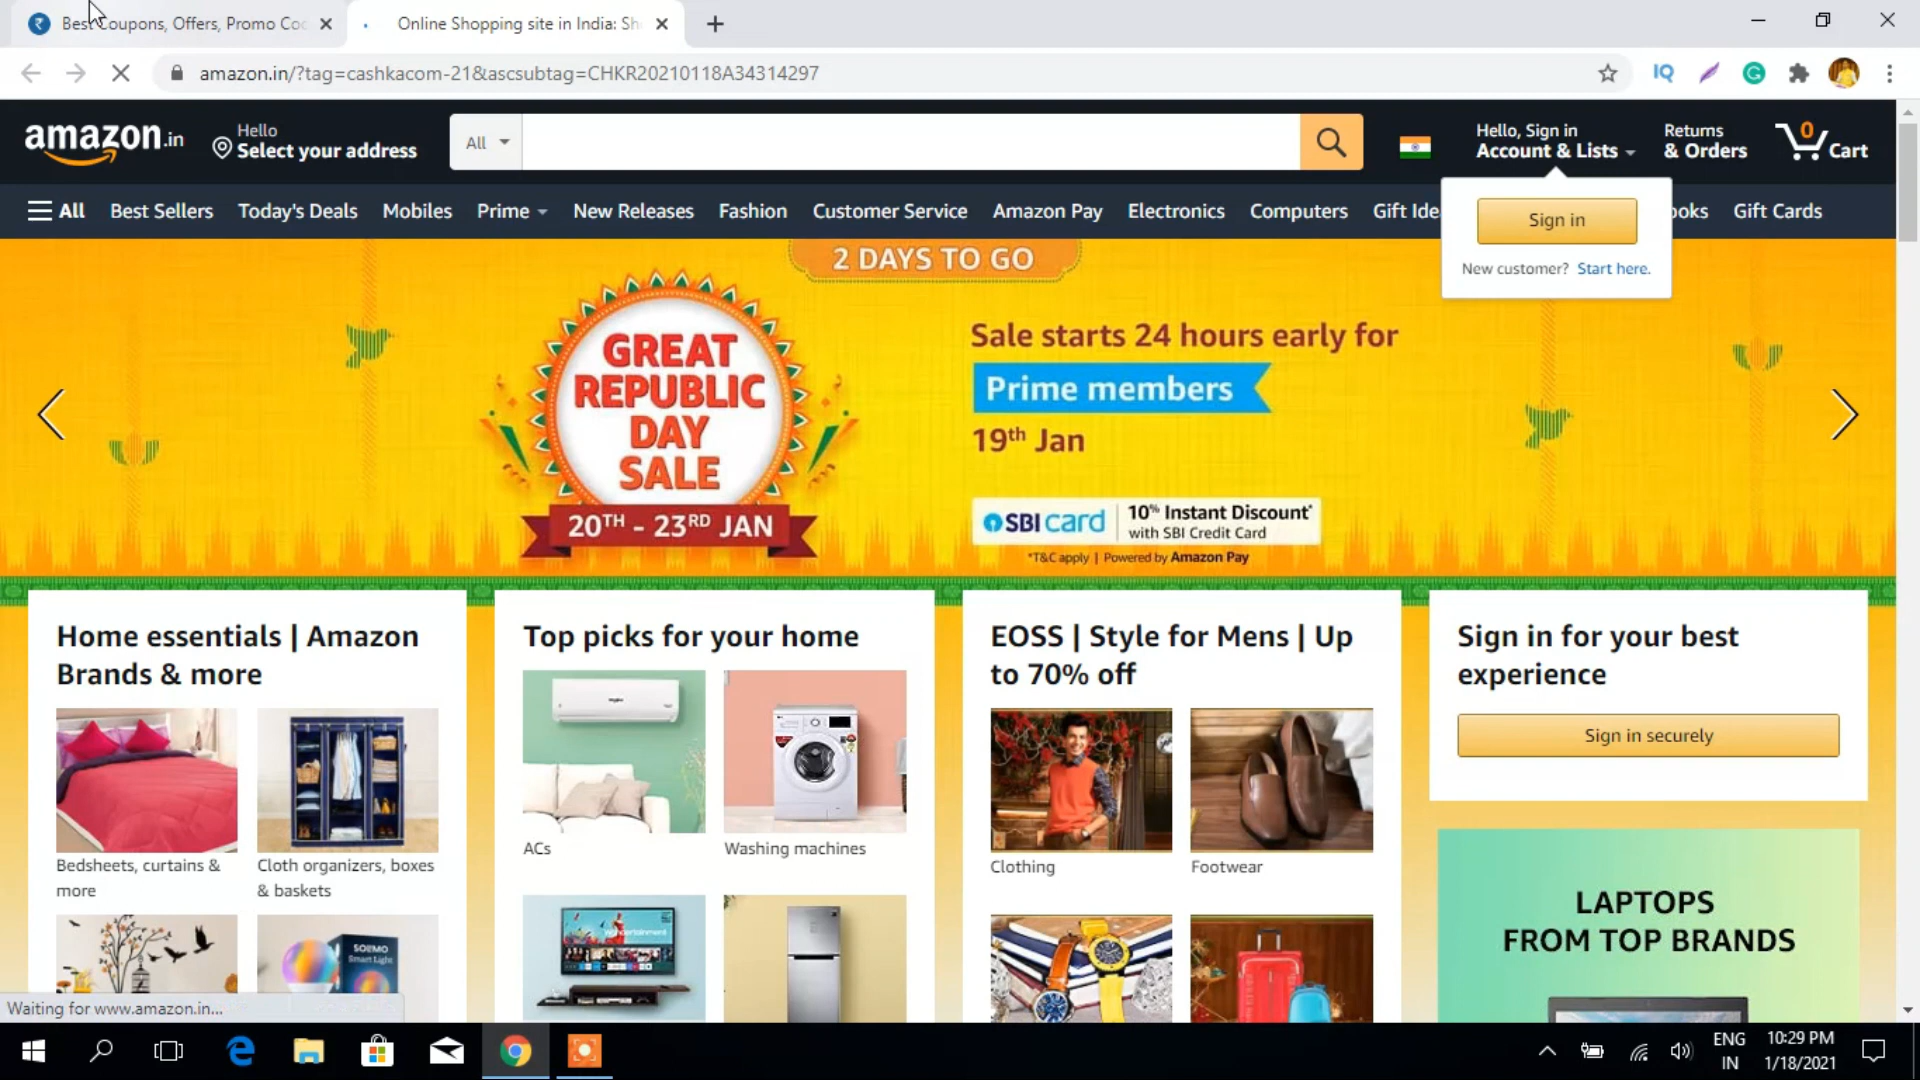 Best Coupons, Offers, Promo Coc
Online Shopping site in India: Sh
amazon.in/?tag=cashkacom-21&ascsubtag=CHKR20210118A34314297
IQ
amazon.in
Hello
Select your address
All
Hello, Sign in
Account & Lists
Returns
& Orders
0
Cart
All
Best Sellers
Today's Deals
Mobiles
Prime
New Releases
Fashion
Customer Service
Amazon Pay
Electronics
Computers
Gift Ide
ooks
Gift Cards
Sign in
New customer? Start here.
2 DAYS TO GO
GREAT
REPUBLIC
DAY
SALE
20TH - 23RD JAN
Sale starts 24 hours early for
Prime members
19th Jan
SBI card
10% Instant Discount*
with SBI Credit Card
*T&C apply | Powered by Amazon Pay
Home essentials | Amazon
Brands & more
Bedsheets, curtains &
more
Cloth organizers, boxes
& baskets
SOLIMO
Smart Light
Top picks for your home
ACs
Washing machines
EOSS | Style for Mens | Up
to 70% off
Clothing
Footwear
Sign in for your best
experience
Sign in securely
LAPTOPS
FROM TOP BRANDS
Waiting for www.amazon.in...
ENG
IN
10:29 PM
1/18/2021